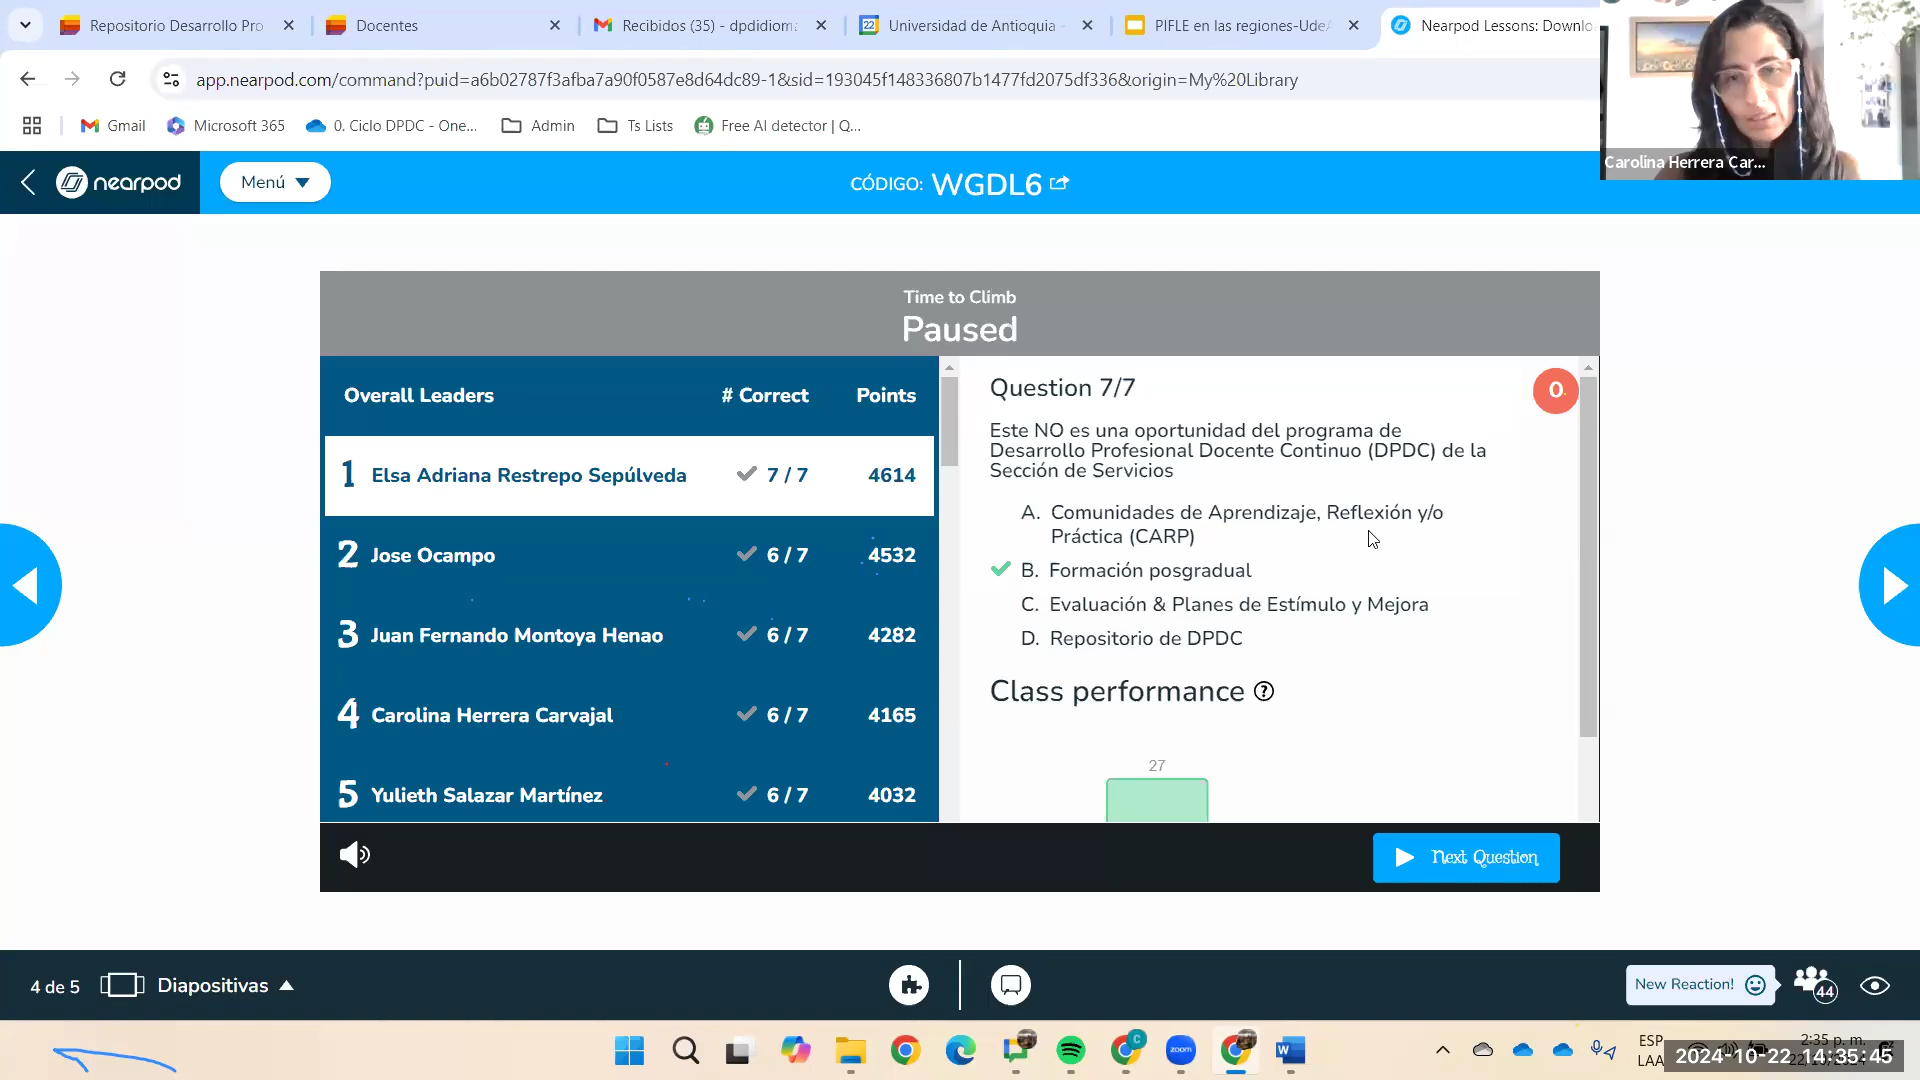 Repositorio Desarrollo Pro
Docentes
Recibidos (35) - dpdidioma
Universidad de Antioquia -
PIFLE en las regiones-UdeA
Nearpod Lessons: Downlo
app.nearpod.com/command?puid=a6b02787f3afba7a90f0587e8d64dc89-1&sid=193045f148336807b1477fd2075df336&origin=My%20Library
Gmail
Microsoft 365
0. Ciclo DPDC - One...
Admin
Ts Lists
Free AI detector | Q...
Carolina Herrera Car...
nearpod
Menú
CÓDIGO: WGDL6
Time to Climb
Paused
Overall Leaders # Correct Points
1 Elsa Adriana Restrepo Sepúlveda 7 / 7 4614
2 Jose Ocampo 6 / 7 4532
3 Juan Fernando Montoya Henao 6 / 7 4282
4 Carolina Herrera Carvajal 6 / 7 4165
5 Yulieth Salazar Martínez 6 / 7 4032
Question 7/7
0
Este NO es una oportunidad del programa de
Desarrollo Profesional Docente Continuo (DPDC) de la
Sección de Servicios
A. Comunidades de Aprendizaje, Reflexión y/o
Práctica (CARP)
B. Formación posgradual
C. Evaluación & Planes de Estímulo y Mejora
D. Repositorio de DPDC
Class performance
27
Next Question
4 de 5
Diapositivas
New Reaction!
44
zoom
ESP
LAA
2:35 p. m.
2024-10-22 14:35:45